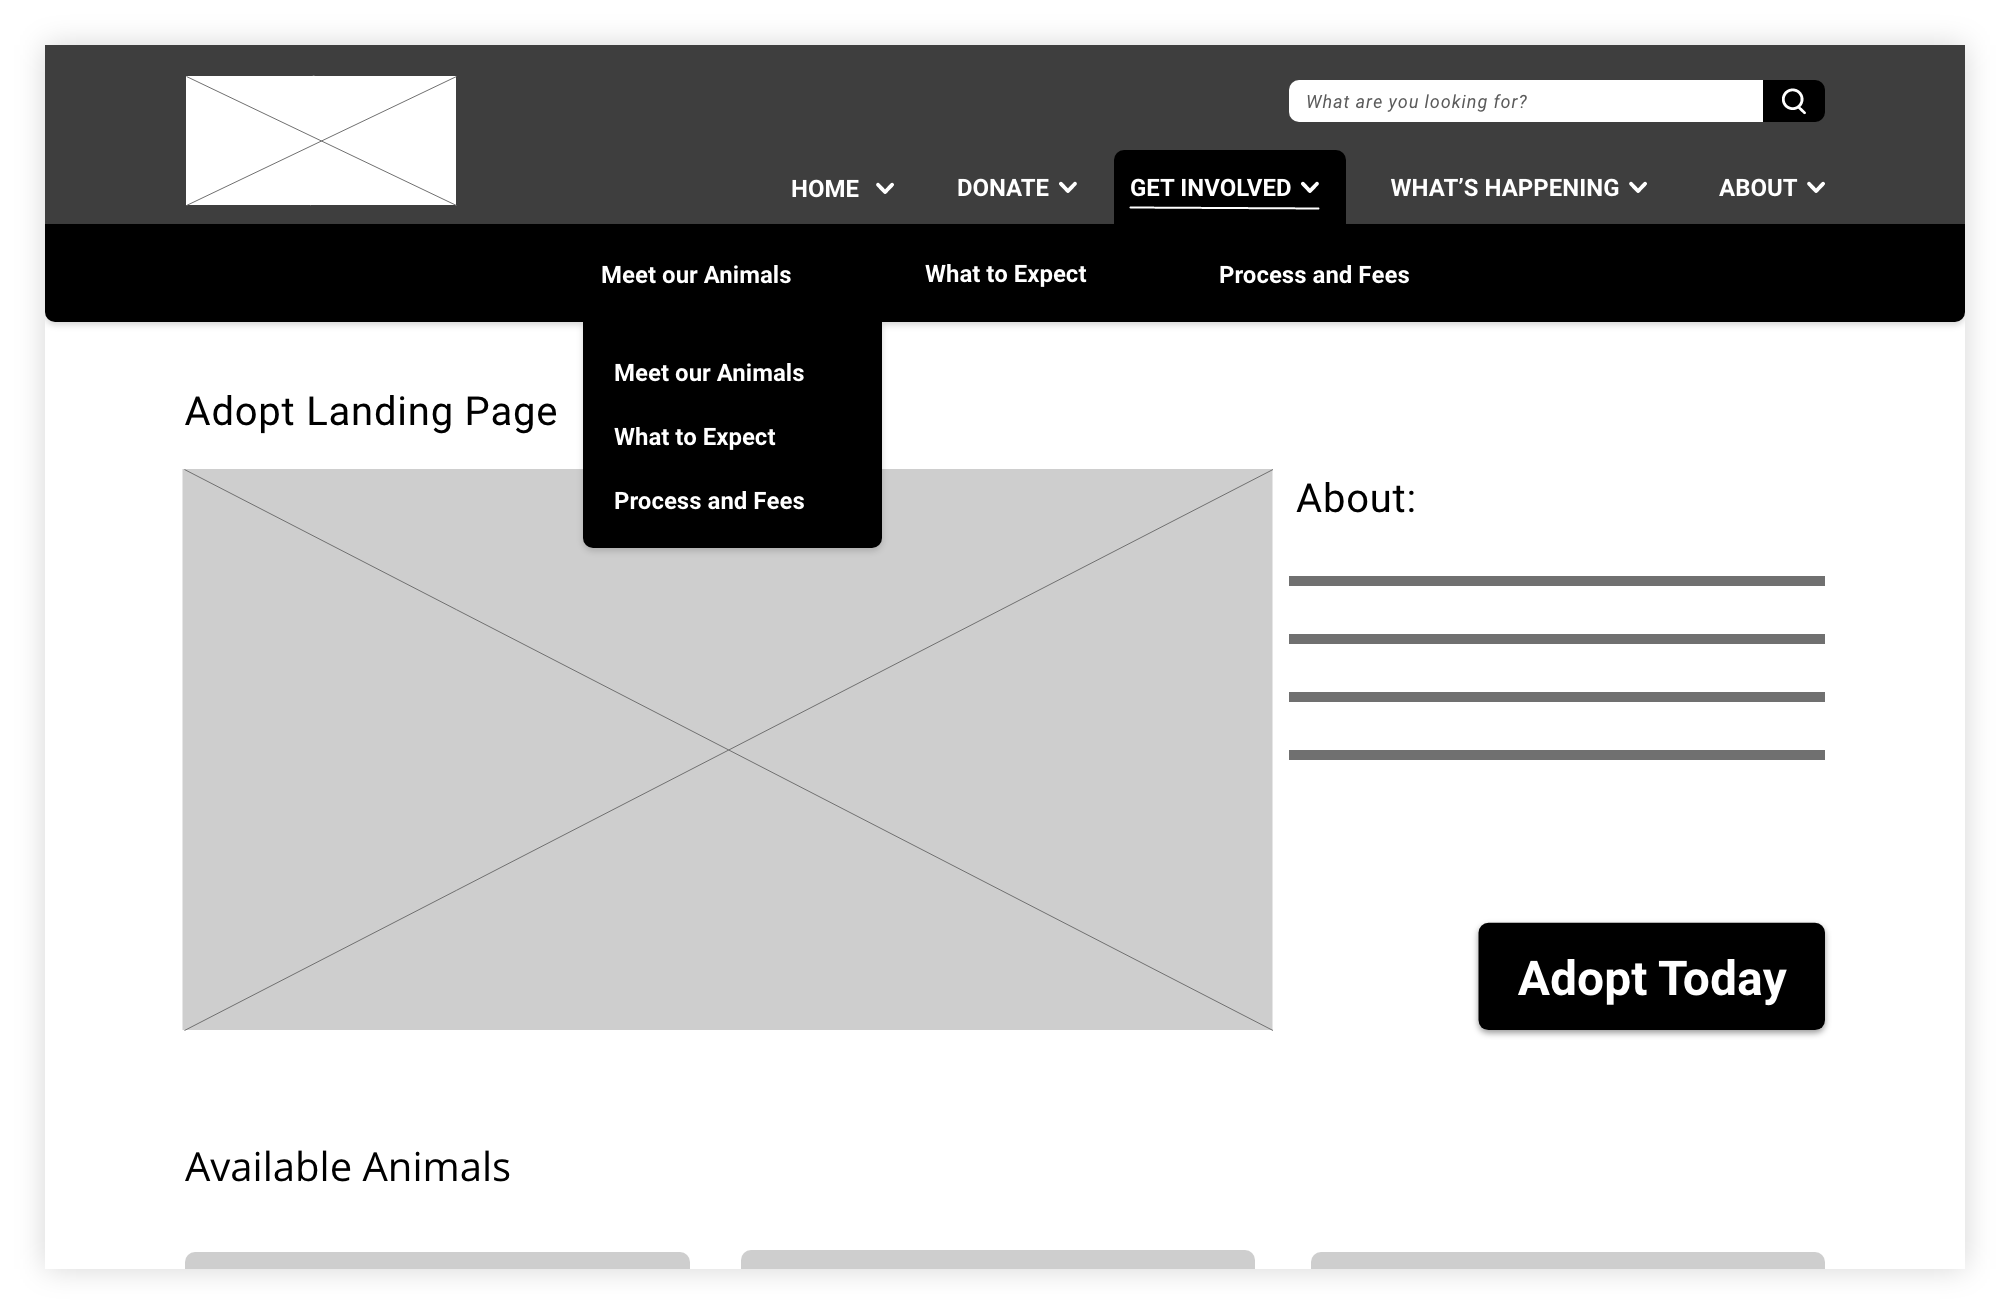 What are you looking for?
HOME
DONATE
GET INVOLVED
WHAT’S HAPPENING
ABOUT
Meet our Animals
What to Expect
Process and Fees
Meet our Animals
What to Expect
Process and Fees
Adopt Landing Page
About:
Adopt Today
Available Animals